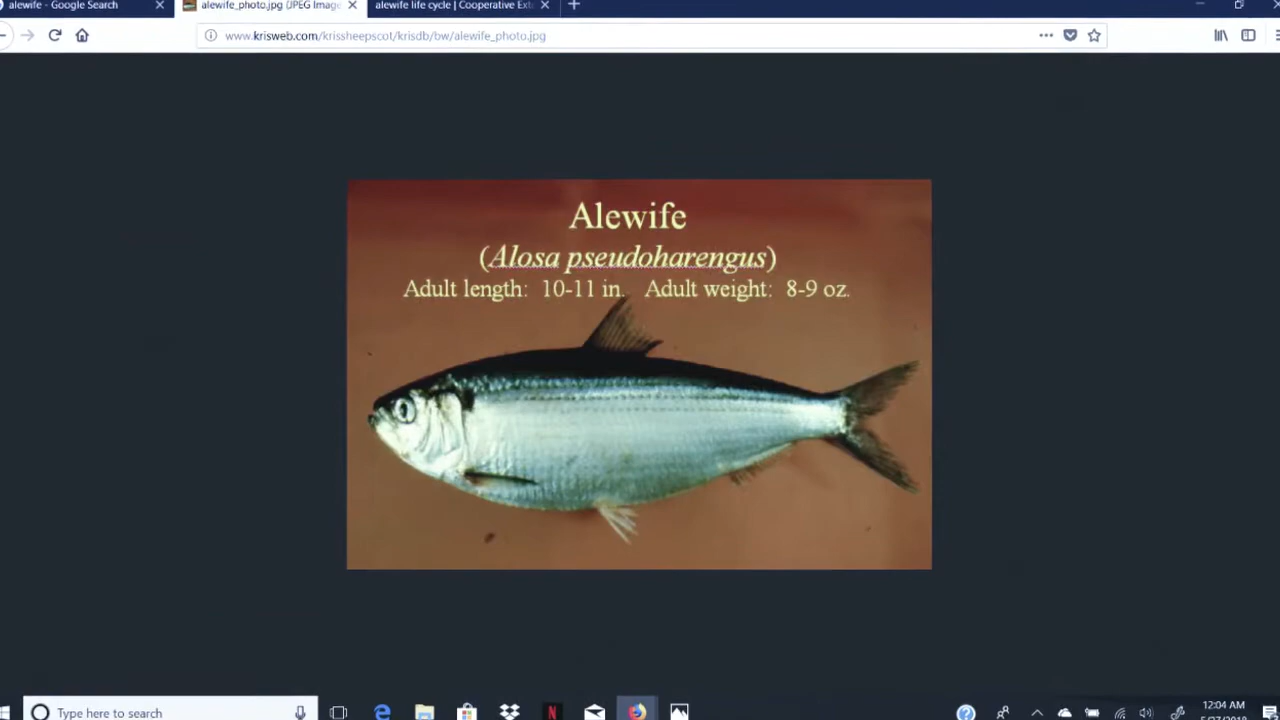 alewife - Google Search
alewife_photo.jpg (JPEG Image
alewife life cycle | Cooperative Ext
www.krisweb.com/krissheepscot/krisdb/bw/alewife_photo.jpg
Alewife
(Alosa pseudoharengus)
Adult length: 10-11 in. Adult weight: 8-9 oz.
Type here to search
12:04 AM